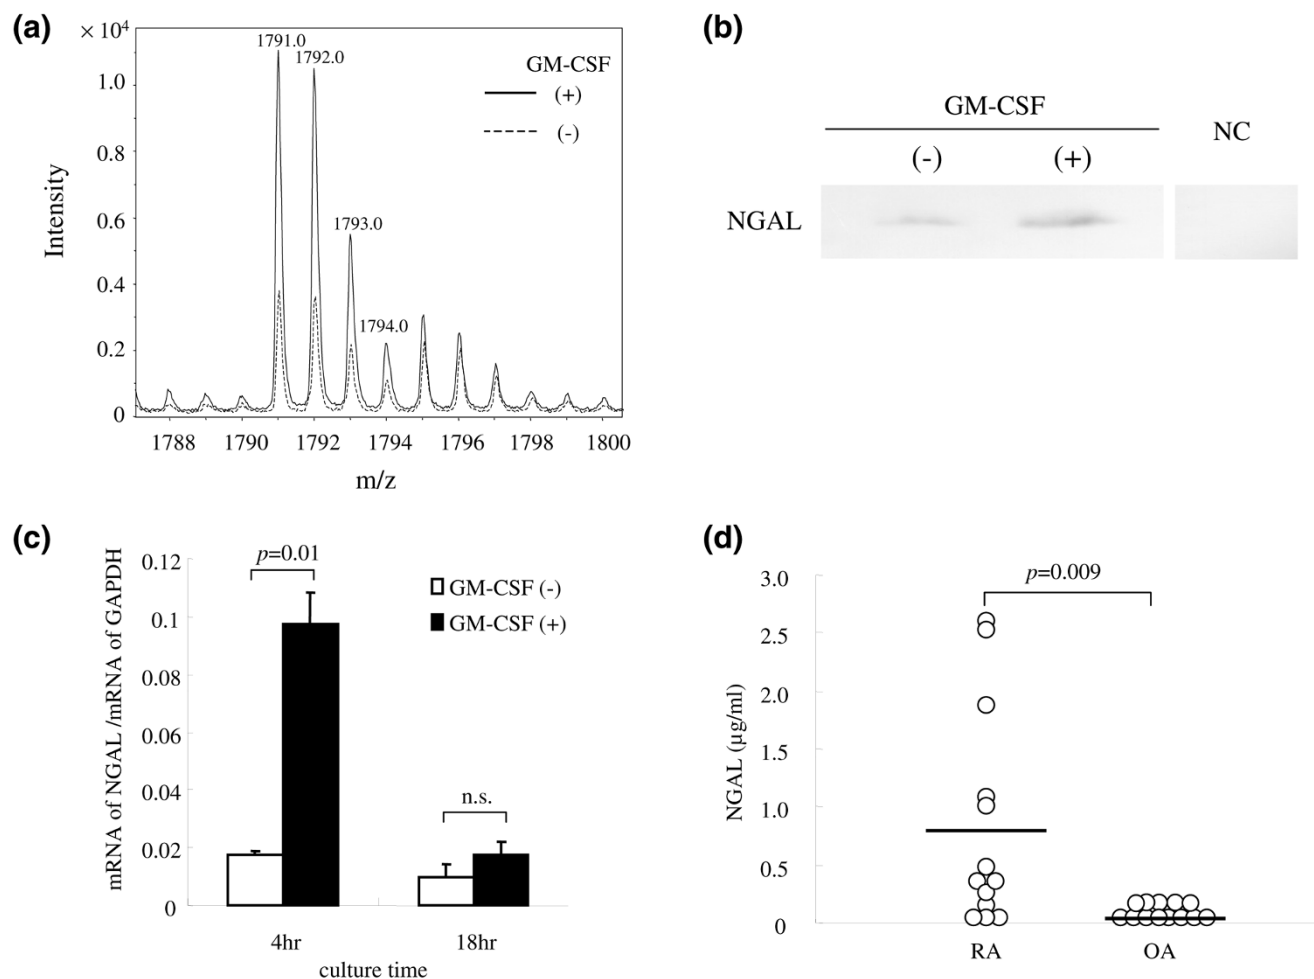 (a)
× 10⁴
1.0
0.8
0.6
0.4
0.2
0
Intensity
1791.0
1792.0
1793.0
1794.0
GM-CSF
(+)
(-)
1788 1790 1792 1794 1796 1798 1800
m/z
(b)
GM-CSF
(-) (+)
NC
NGAL
(c)
mRNA of NGAL /mRNA of GAPDH
0.12
0.1
0.08
0.06
0.04
0.02
0
p=0.01
n.s.
GM-CSF (-)
GM-CSF (+)
4hr 18hr
culture time
(d)
NGAL (µg/ml)
3.0
2.5
2.0
1.5
1.0
0.5
0
p=0.009
RA OA